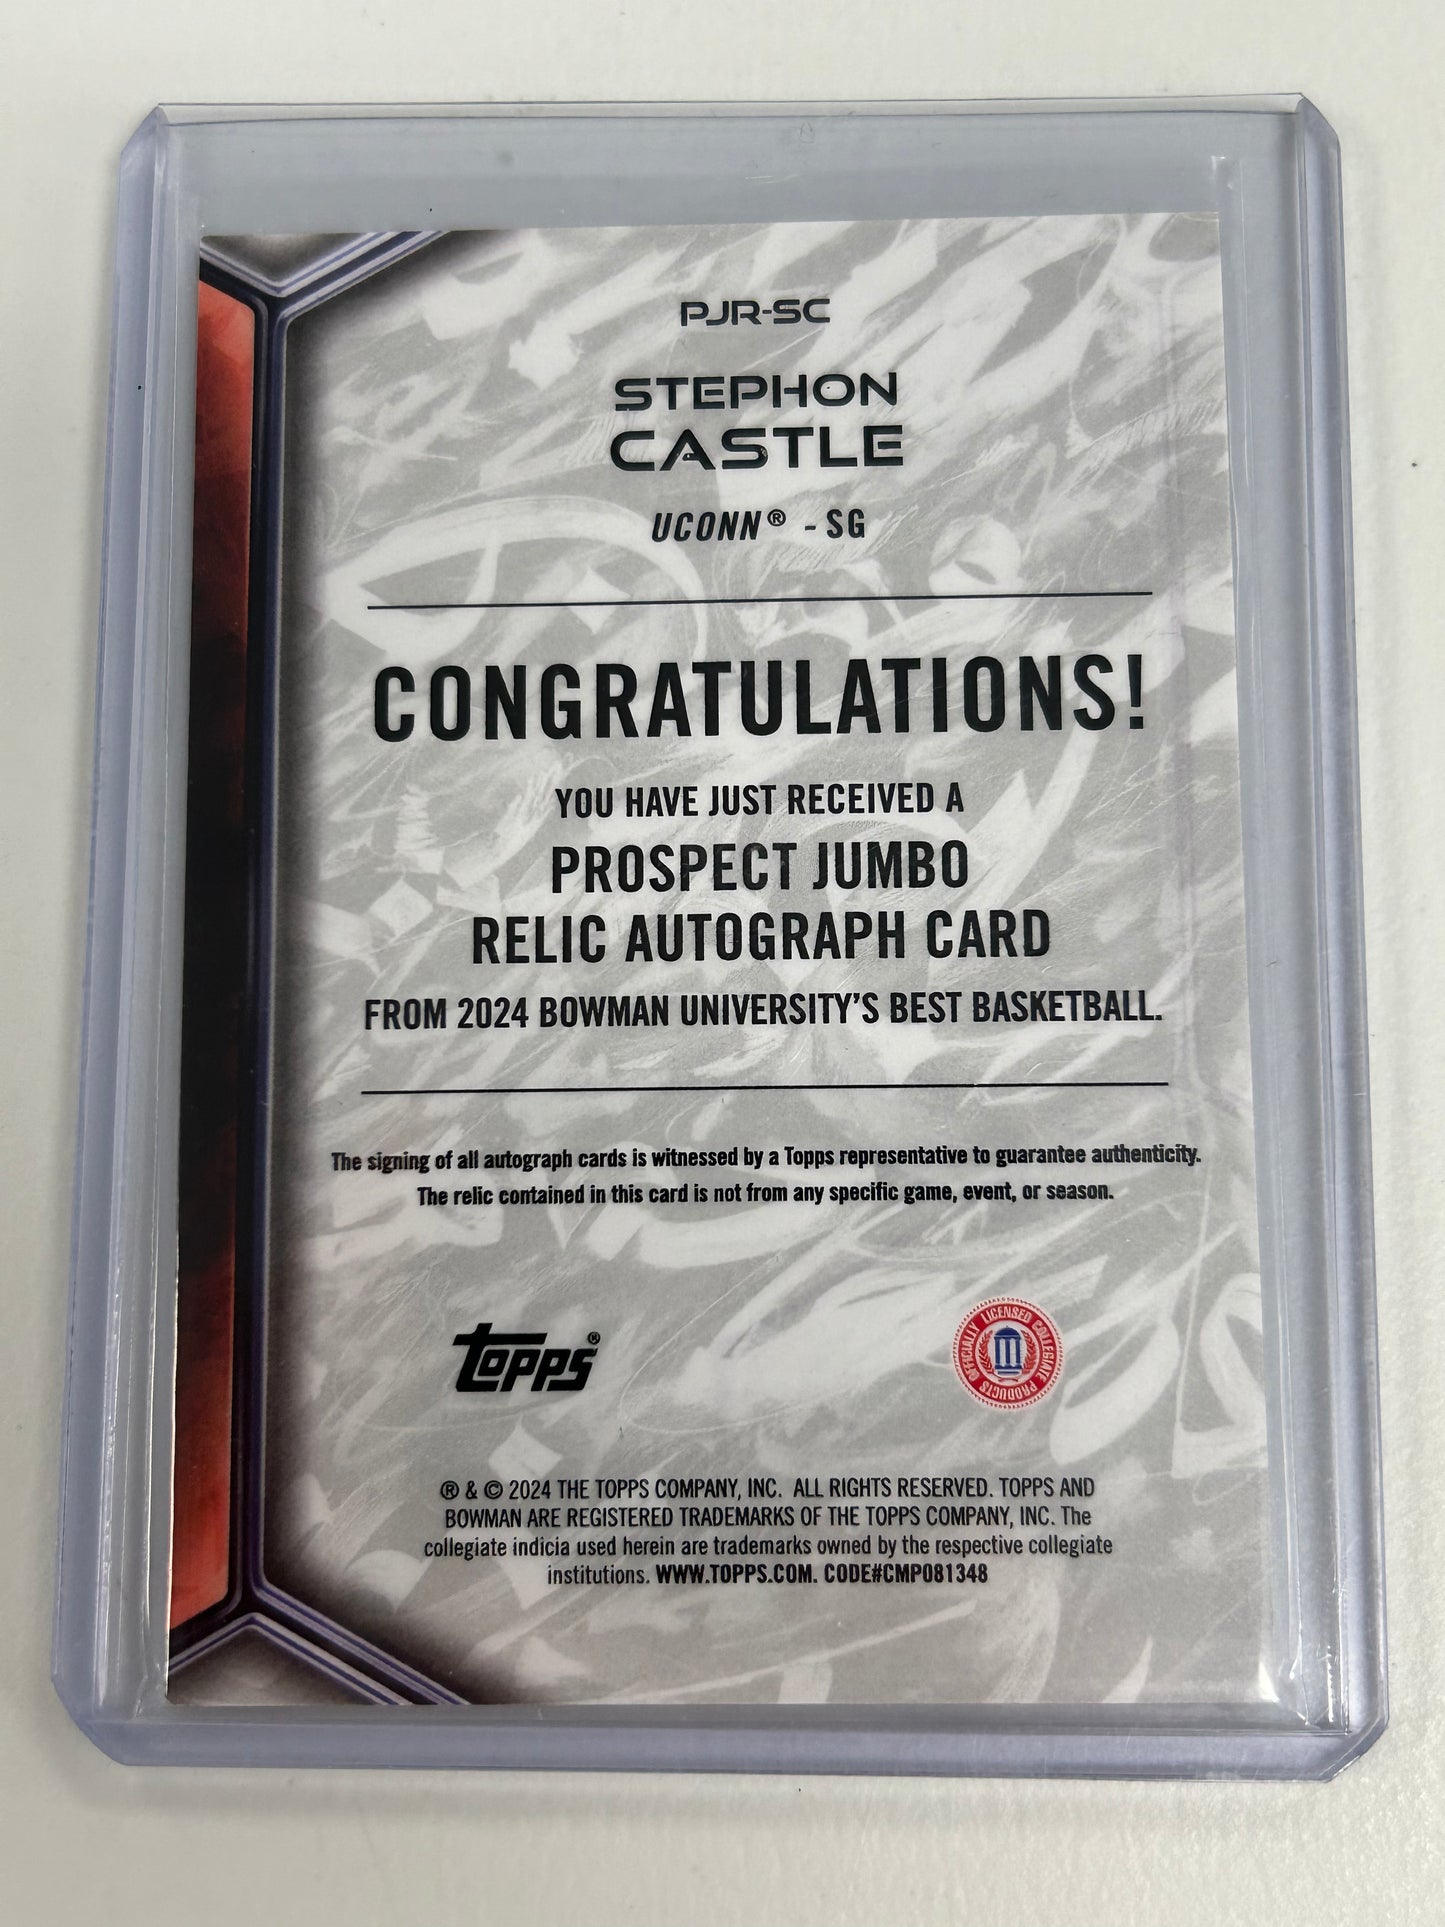 PJR-SC
STEPHON
CASTLE
UCONN® - SG
CONGRATULATIONS!
YOU HAVE JUST RECEIVED A
PROSPECT JUMBO
RELIC AUTOGRAPH CARD
FROM 2024 BOWMAN UNIVERSITY'S BEST BASKETBALL.
The signing of all autograph cards is witnessed by a Topps representative to guarantee authenticity.
The relic contained in this card is not from any specific game, event, or season.
Topps®
OFFICIALLY LICENSED COLLEGIATE PRODUCTS
® & © 2024 THE TOPPS COMPANY, INC. ALL RIGHTS RESERVED. TOPPS AND
BOWMAN ARE REGISTERED TRADEMARKS OF THE TOPPS COMPANY, INC. The
collegiate indicia used herein are trademarks owned by the respective collegiate
institutions. WWW.TOPPS.COM. CODE#CMP081348